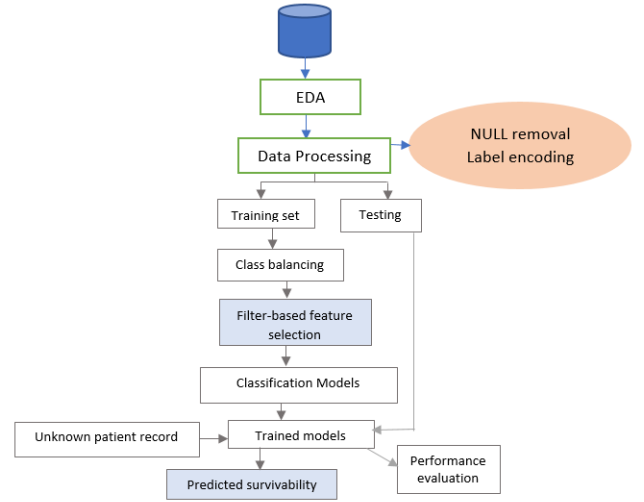 EDA
NULL removal
Label encoding
Data Processing
Training set
Testing
Class balancing
Filter-based feature
selection
Classification Models
Unknown patient record
Trained models
Performance
evaluation
Predicted survivability